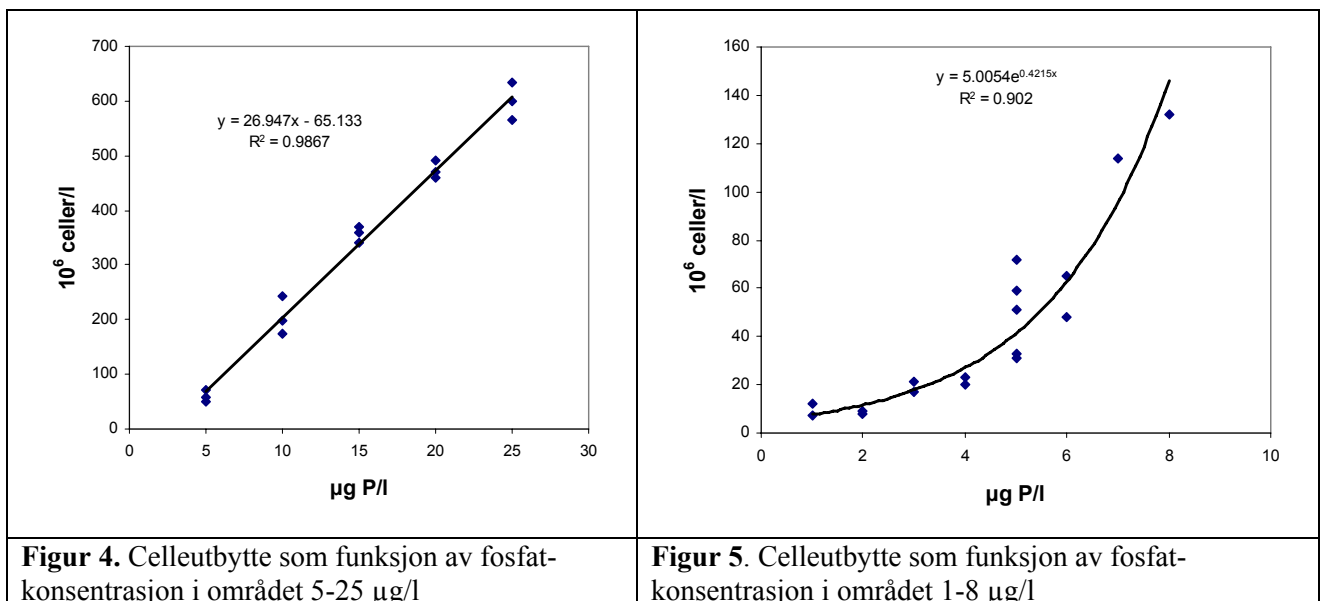 700
600
500
400
300
200
100
0
0 5 10 15 20 25 30
10⁶ celler/l
µg P/l
y = 26.947x - 65.133
R² = 0.9867
Figur 4. Celleutbytte som funksjon av fosfat-
konsentrasjon i området 5-25 µg/l
160
140
120
100
80
60
40
20
0
0 2 4 6 8 10
10⁶ celler/l
µg P/l
y = 5.0054e^0.4215x
R² = 0.902
Figur 5. Celleutbytte som funksjon av fosfat-
konsentrasjon i området 1-8 µg/l